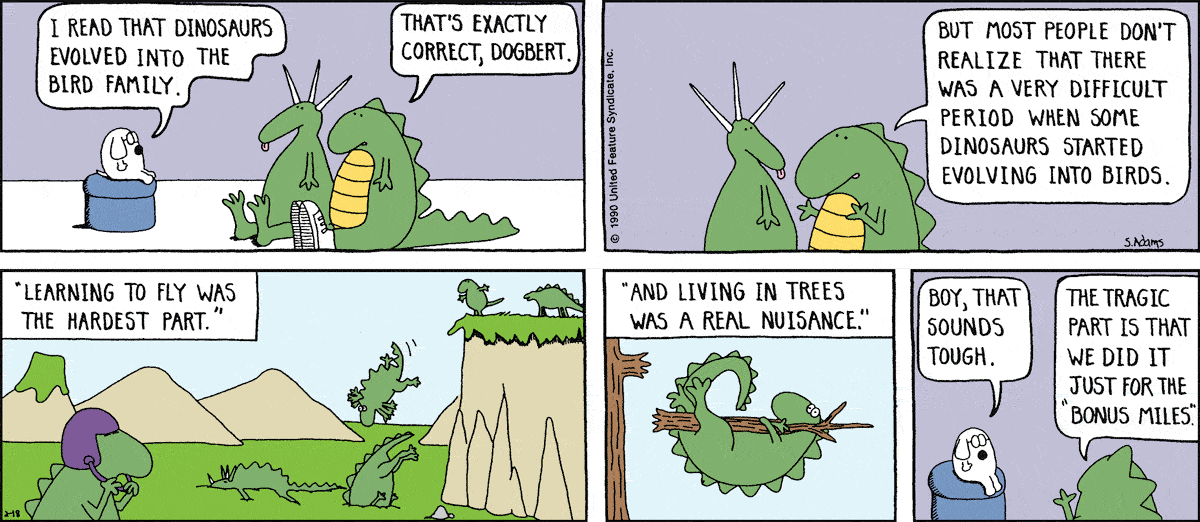 I READ THAT DINOSAURS
EVOLVED INTO THE
BIRD FAMILY.
THAT'S EXACTLY
CORRECT, DOGBERT.
© 1990 United Feature Syndicate, Inc.
BUT MOST PEOPLE DON'T
REALIZE THAT THERE
WAS A VERY DIFFICULT
PERIOD WHEN SOME
DINOSAURS STARTED
EVOLVING INTO BIRDS.
S.Adams
"LEARNING TO FLY WAS
THE HARDEST PART."
2-18
"AND LIVING IN TREES
WAS A REAL NUISANCE."
BOY, THAT
SOUNDS
TOUGH.
THE TRAGIC
PART IS THAT
WE DID IT
JUST FOR THE
"BONUS MILES".